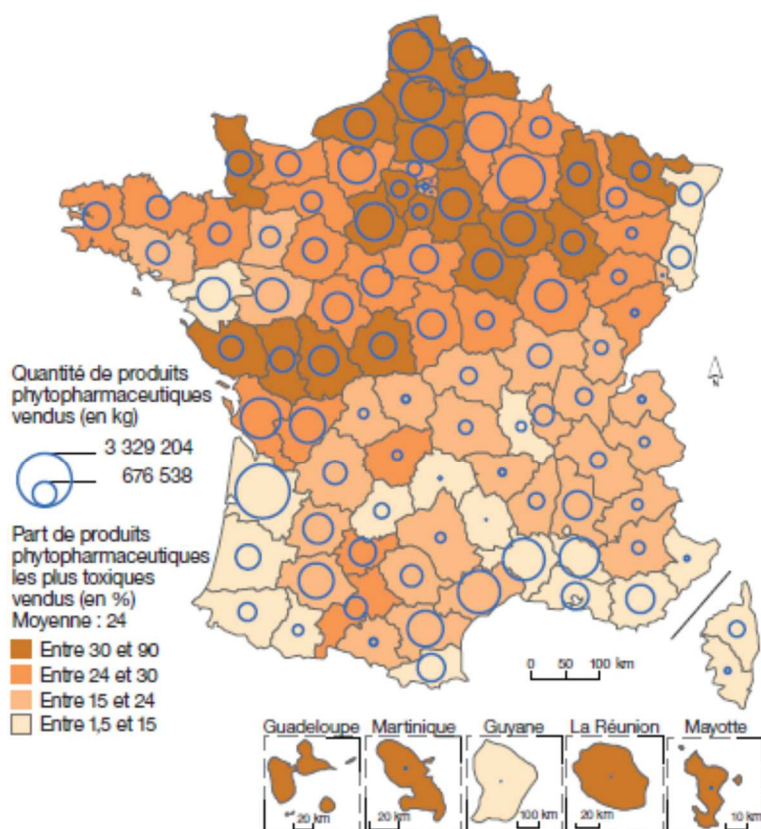 Quantité de produits
phytopharmaceutiques
vendus (en kg)
3 329 204
676 538
Part de produits
phytopharmaceutiques
les plus toxiques
vendus (en %)
Moyenne : 24
Entre 30 et 90
Entre 24 et 30
Entre 15 et 24
Entre 1,5 et 15
N
0 50 100 km
Guadeloupe
20 km
Martinique
20 km
Guyane
100 km
La Réunion
20 km
Mayotte
10 km